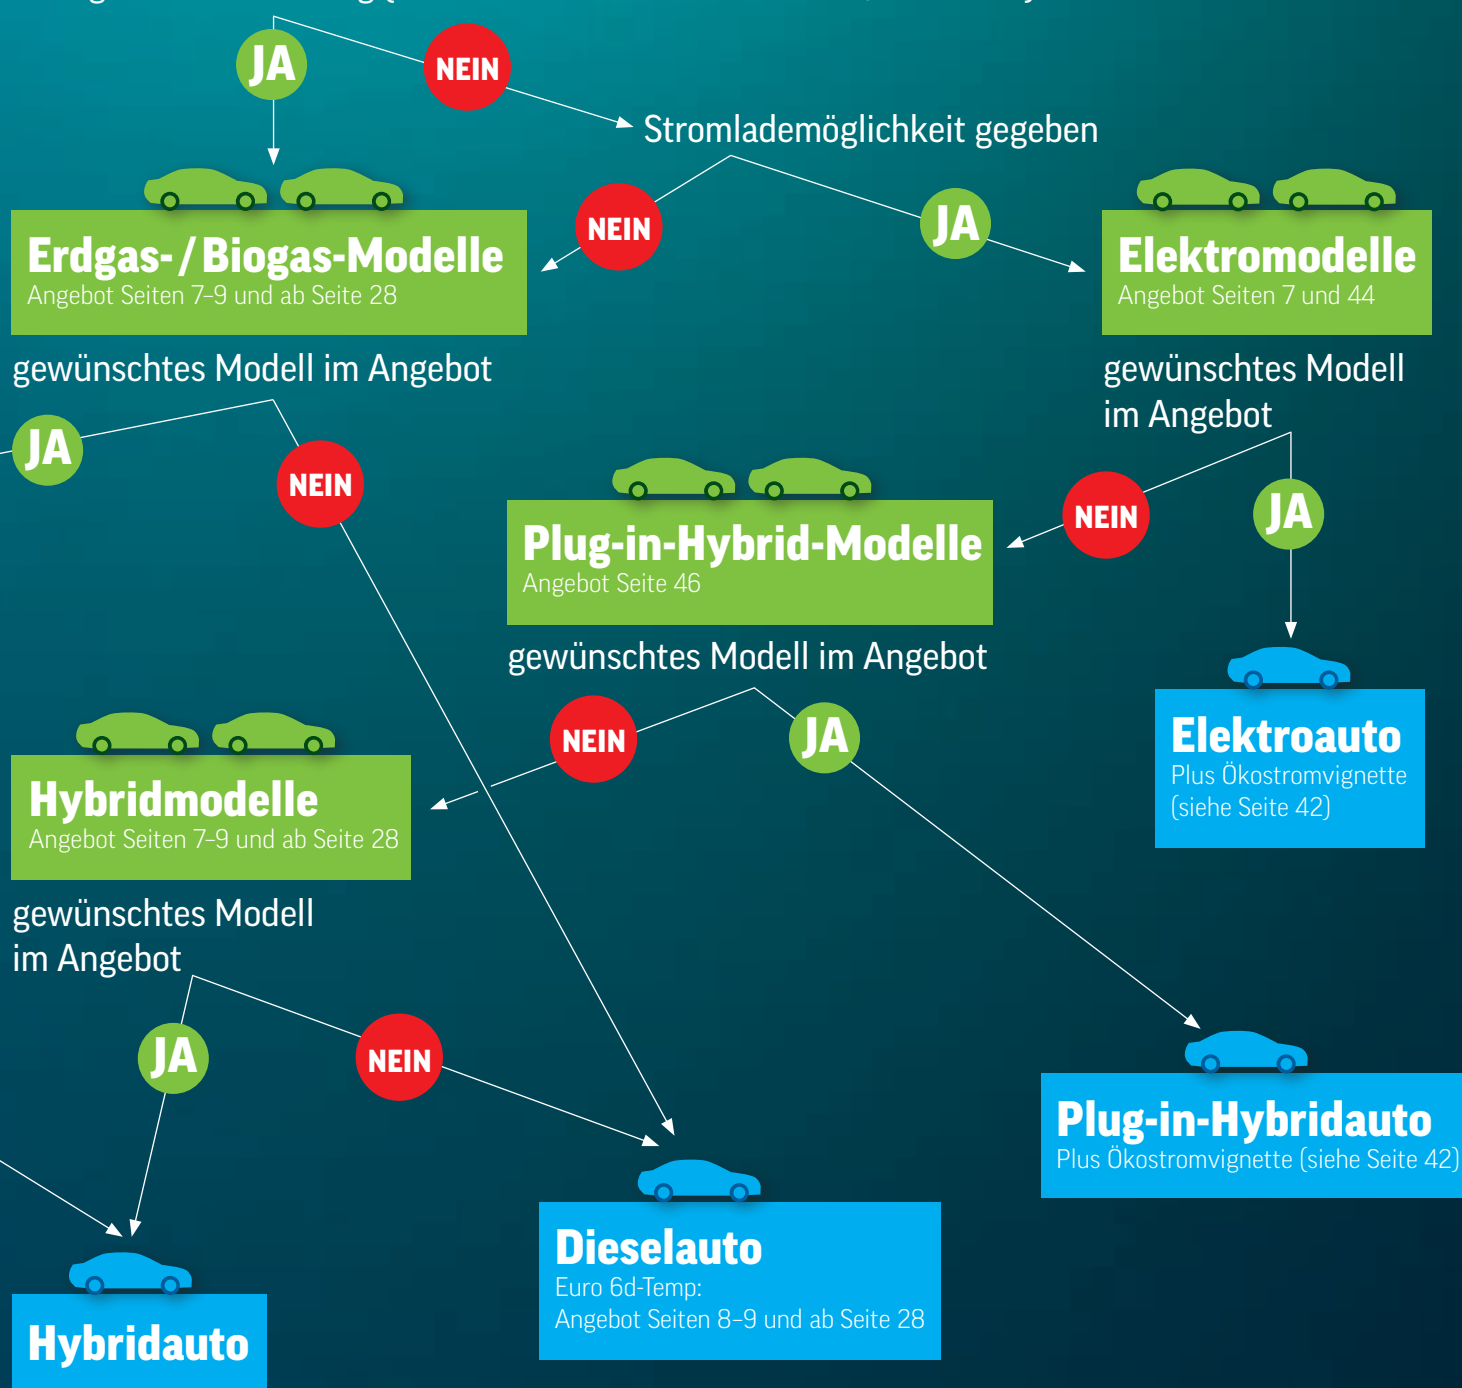 JA
NEIN
Stromlademöglichkeit gegeben
NEIN
JA
Erdgas-/Biogas-Modelle
Angebot Seiten 7–9 und ab Seite 28
Elektromodelle
Angebot Seiten 7 und 44
gewünschtes Modell im Angebot
gewünschtes Modell
im Angebot
JA
NEIN
NEIN
JA
Plug-in-Hybrid-Modelle
Angebot Seite 46
gewünschtes Modell im Angebot
NEIN
JA
Elektroauto
Plus Ökostromvignette
(siehe Seite 42)
Hybridmodelle
Angebot Seiten 7–9 und ab Seite 28
gewünschtes Modell
im Angebot
JA
NEIN
Plug-in-Hybridauto
Plus Ökostromvignette (siehe Seite 42)
Dieselauto
Euro 6d-Temp:
Angebot Seiten 8–9 und ab Seite 28
Hybridauto